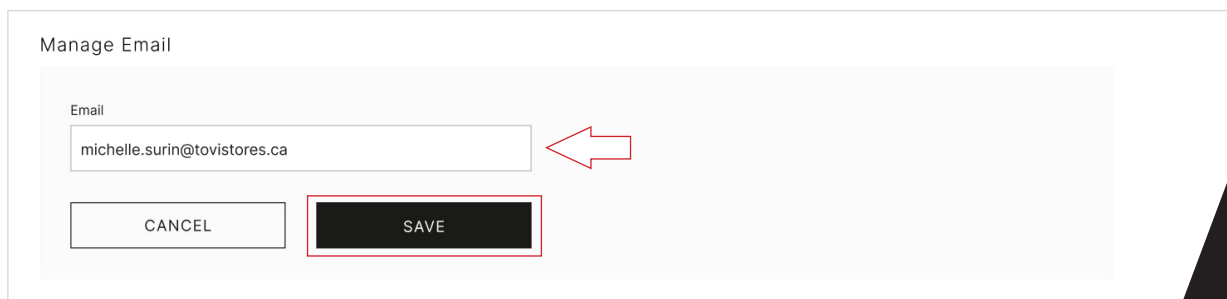 Manage Email
Email
michelle.surin@tovistores.ca
CANCEL SAVE